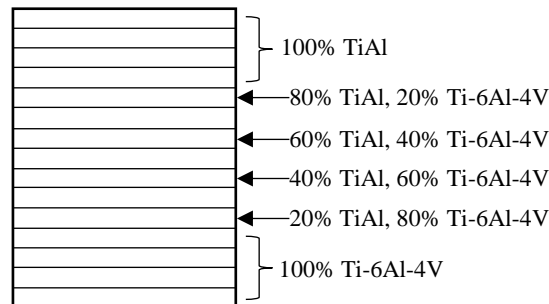 100% TiAl
80% TiAl, 20% Ti-6Al-4V
60% TiAl, 40% Ti-6Al-4V
40% TiAl, 60% Ti-6Al-4V
20% TiAl, 80% Ti-6Al-4V
100% Ti-6Al-4V